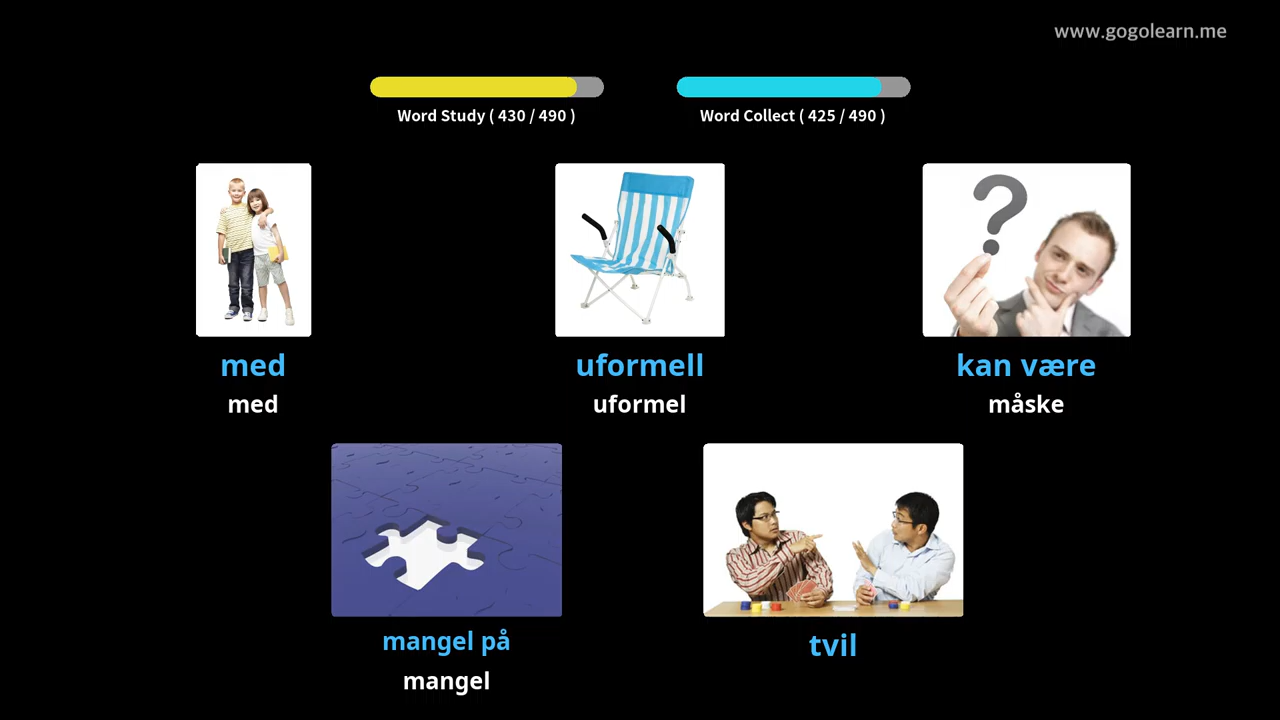 www.gogolearn.me
Word Study ( 430 / 490 )
Word Collect ( 425 / 490 )
med
med
uformell
uformel
kan være
måske
mangel på
mangel
tvil